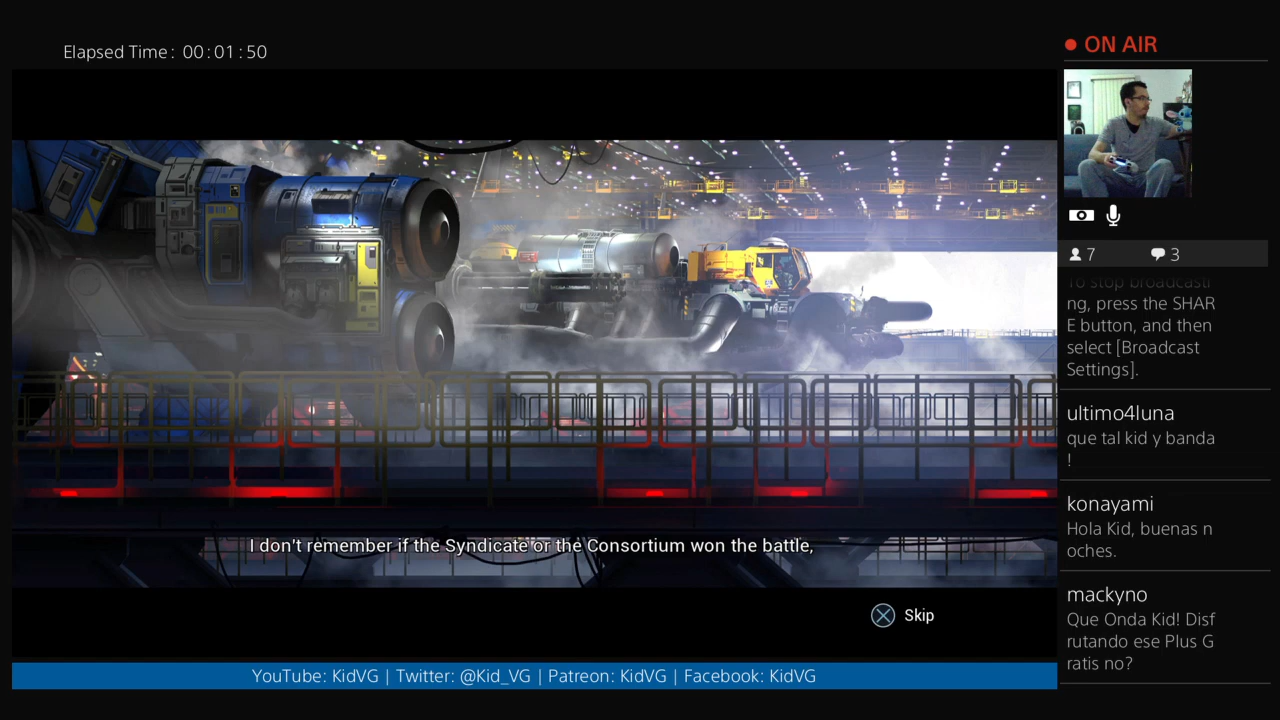 Elapsed Time: 00:01:50
ON AIR
7
3
To stop broadcasti
ng, press the SHAR
E button, and then
select [Broadcast
Settings].
ultimo4luna
que tal kid y banda
!
konayami
Hola Kid, buenas n
oches.
mackyno
Que Onda Kid! Disf
rutando ese Plus G
ratis no?
I don't remember if the Syndicate or the Consortium won the battle,
Skip
YouTube: KidVG | Twitter: @Kid_VG | Patreon: KidVG | Facebook: KidVG